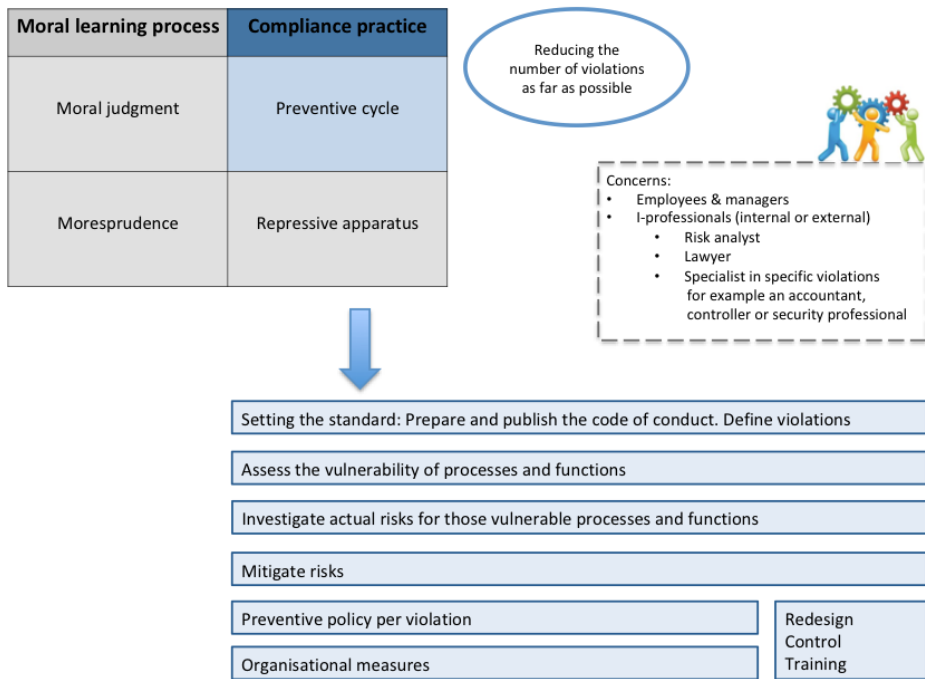 Moral learning process
Compliance practice
Moral judgment
Preventive cycle
Moresprudence
Repressive apparatus
Reducing the
number of violations
as far as possible
Concerns:
• Employees & managers
• I-professionals (internal or external)
• Risk analyst
• Lawyer
• Specialist in specific violations
for example an accountant,
controller or security professional
Setting the standard: Prepare and publish the code of conduct. Define violations
Assess the vulnerability of processes and functions
Investigate actual risks for those vulnerable processes and functions
Mitigate risks
Preventive policy per violation
Organisational measures
Redesign
Control
Training